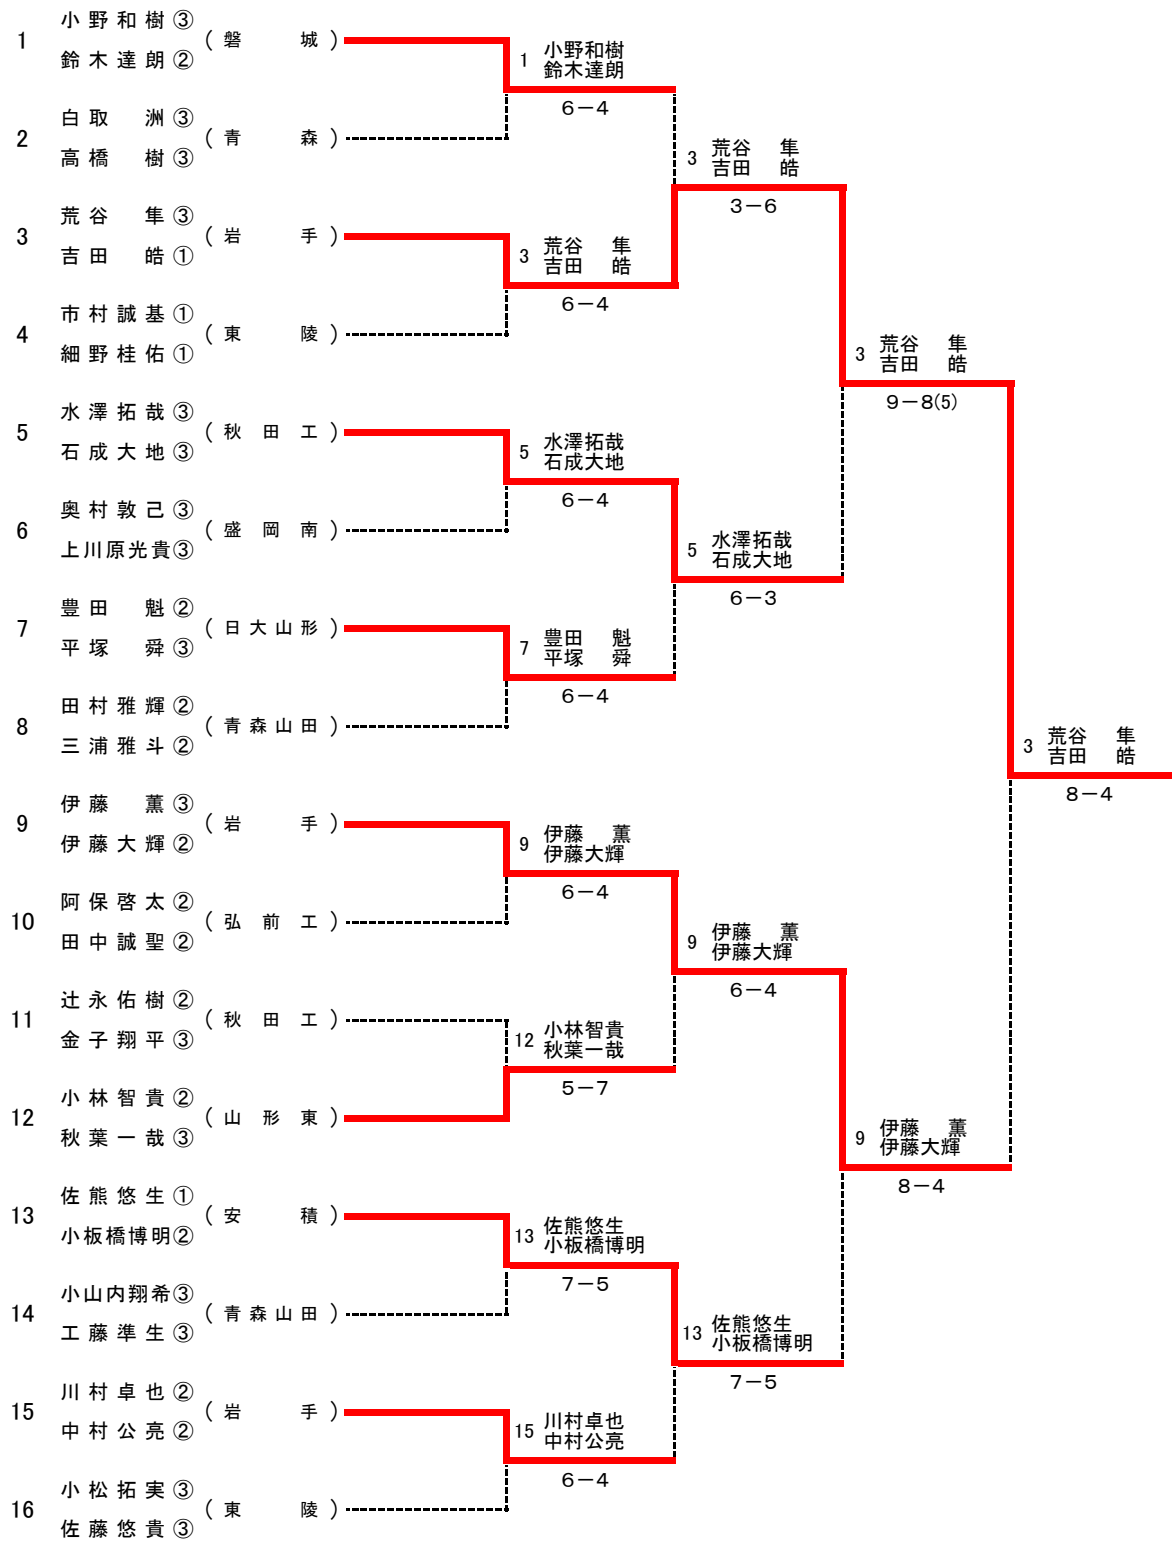 1 小野和樹③ (磐城)
鈴木達朗②
2 白取 洲③ (青森)
高橋 樹③
3 荒谷 隼③ (岩手)
吉田 皓①
4 市村誠基① (東陵)
細野桂佑①
5 水澤拓哉③ (秋田工)
石成大地③
6 奥村敦己③ (盛岡南)
上川原光貴③
7 豊田 魁② (日大山形)
平塚 舜③
8 田村雅輝② (青森山田)
三浦雅斗②
9 伊藤 薫③ (岩手)
伊藤大輝②
10 阿保啓太② (弘前工)
田中誠聖②
11 辻永佑樹② (秋田工)
金子翔平③
12 小林智貴② (山形東)
秋葉一哉③
13 佐熊悠生① (安積)
小板橋博明②
14 小山内翔希③ (青森山田)
工藤準生③
15 川村卓也② (岩手)
中村公亮②
16 小松拓実③ (東陵)
佐藤悠貴③
1 小野和樹
鈴木達朗
6－4
3 荒谷 隼
吉田 皓
6－4
5 水澤拓哉
石成大地
6－4
7 豊田 魁
平塚 舜
6－4
9 伊藤 薫
伊藤大輝
6－4
12 小林智貴
秋葉一哉
5－7
13 佐熊悠生
小板橋博明
7－5
15 川村卓也
中村公亮
6－4
3 荒谷 隼
吉田 皓
3－6
5 水澤拓哉
石成大地
6－3
9 伊藤 薫
伊藤大輝
6－4
13 佐熊悠生
小板橋博明
7－5
3 荒谷 隼
吉田 皓
9－8(5)
9 伊藤 薫
伊藤大輝
8－4
3 荒谷 隼
吉田 皓
8－4